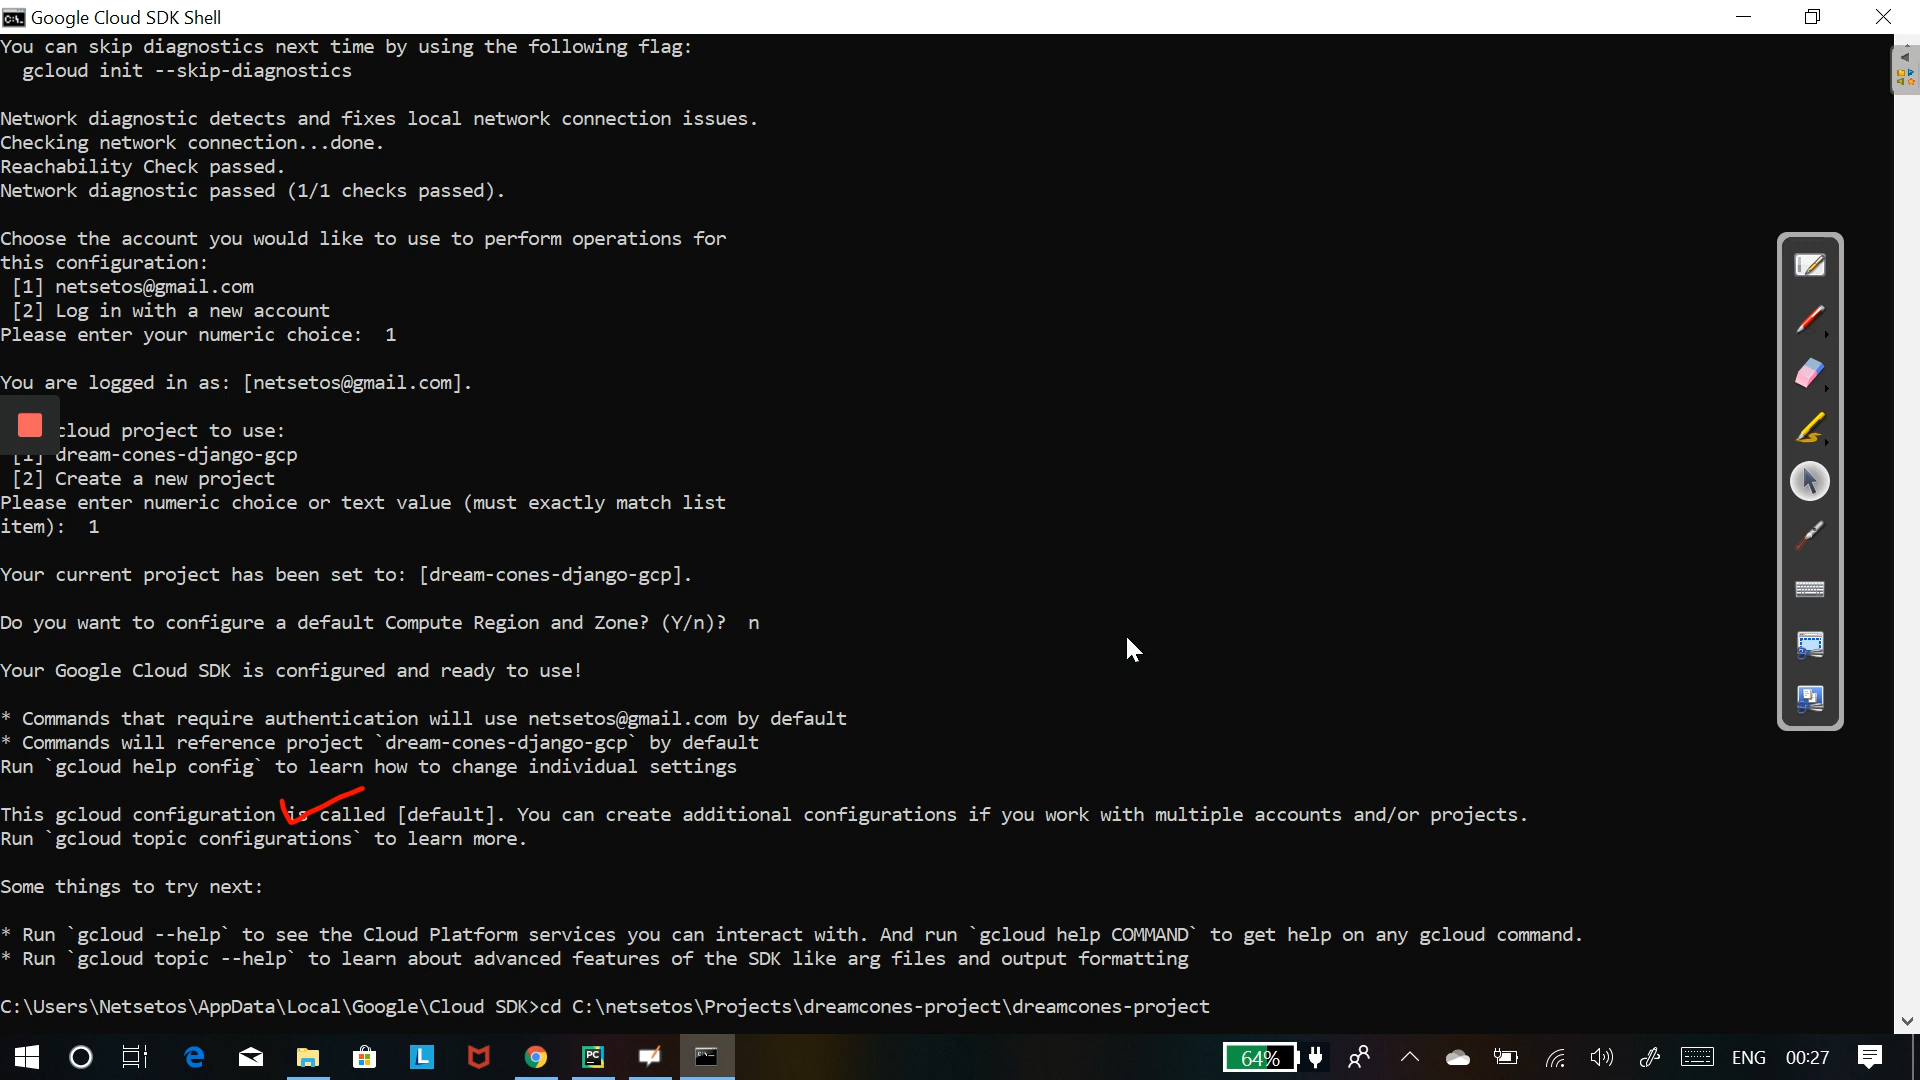 Google Cloud SDK Shell
You can skip diagnostics next time by using the following flag:
  gcloud init --skip-diagnostics
Network diagnostic detects and fixes local network connection issues.
Checking network connection...done.
Reachability Check passed.
Network diagnostic passed (1/1 checks passed).
Choose the account you would like to use to perform operations for
this configuration:
 [1] netsetos@gmail.com
 [2] Log in with a new account
Please enter your numeric choice:  1
You are logged in as: [netsetos@gmail.com].
cloud project to use:
 [1] dream-cones-django-gcp
 [2] Create a new project
Please enter numeric choice or text value (must exactly match list
item):  1
Your current project has been set to: [dream-cones-django-gcp].
Do you want to configure a default Compute Region and Zone? (Y/n)?  n
Your Google Cloud SDK is configured and ready to use!
* Commands that require authentication will use netsetos@gmail.com by default
* Commands will reference project `dream-cones-django-gcp` by default
Run `gcloud help config` to learn how to change individual settings
This gcloud configuration is called [default]. You can create additional configurations if you work with multiple accounts and/or projects.
Run `gcloud topic configurations` to learn more.
Some things to try next:
* Run `gcloud --help` to see the Cloud Platform services you can interact with. And run `gcloud help COMMAND` to get help on any gcloud command.
* Run `gcloud topic --help` to learn about advanced features of the SDK like arg files and output formatting
C:\Users\Netsetos\AppData\Local\Google\Cloud SDK>cd C:\netsetos\Projects\dreamcones-project\dreamcones-project
64% ENG 00:27